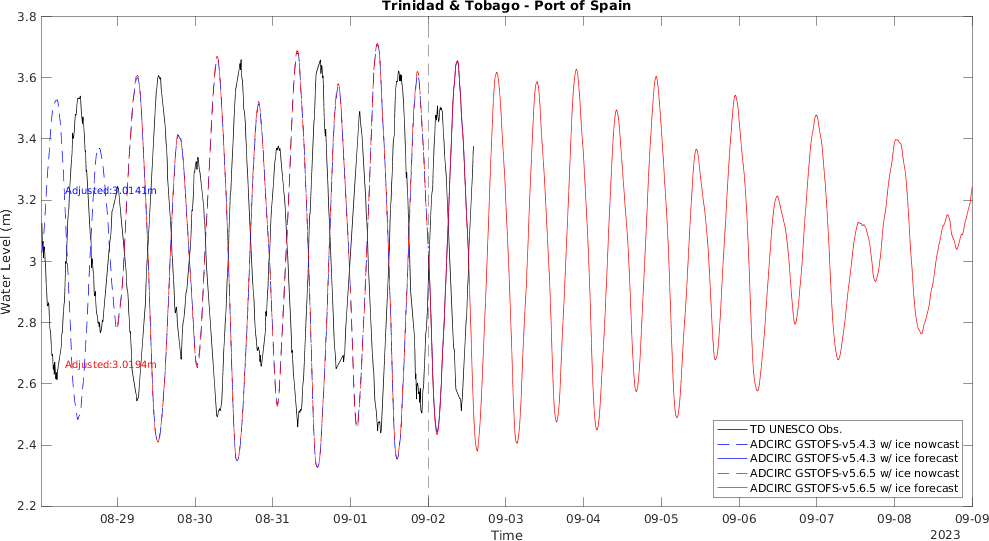 Trinidad & Tobago - Port of Spain
3.8
3.6
3.4
3.2
3
2.8
2.6
2.4
2.2
Water Level (m)
Adjusted:3.0141m
Adjusted:3.0194m
TD UNESCO Obs.
ADCIRC GSTOFS-v5.4.3 w/ ice nowcast
ADCIRC GSTOFS-v5.4.3 w/ ice forecast
ADCIRC GSTOFS-v5.6.5 w/ ice nowcast
ADCIRC GSTOFS-v5.6.5 w/ ice forecast
08-29 08-30 08-31 09-01 09-02 09-03 09-04 09-05 09-06 09-07 09-08 09-09
Time 2023